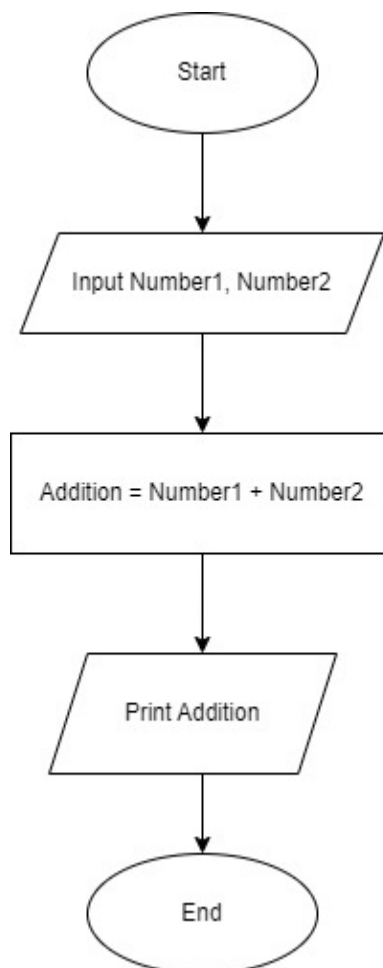 Start
Input Number1, Number2
Addition = Number1 + Number2
Print Addition
End